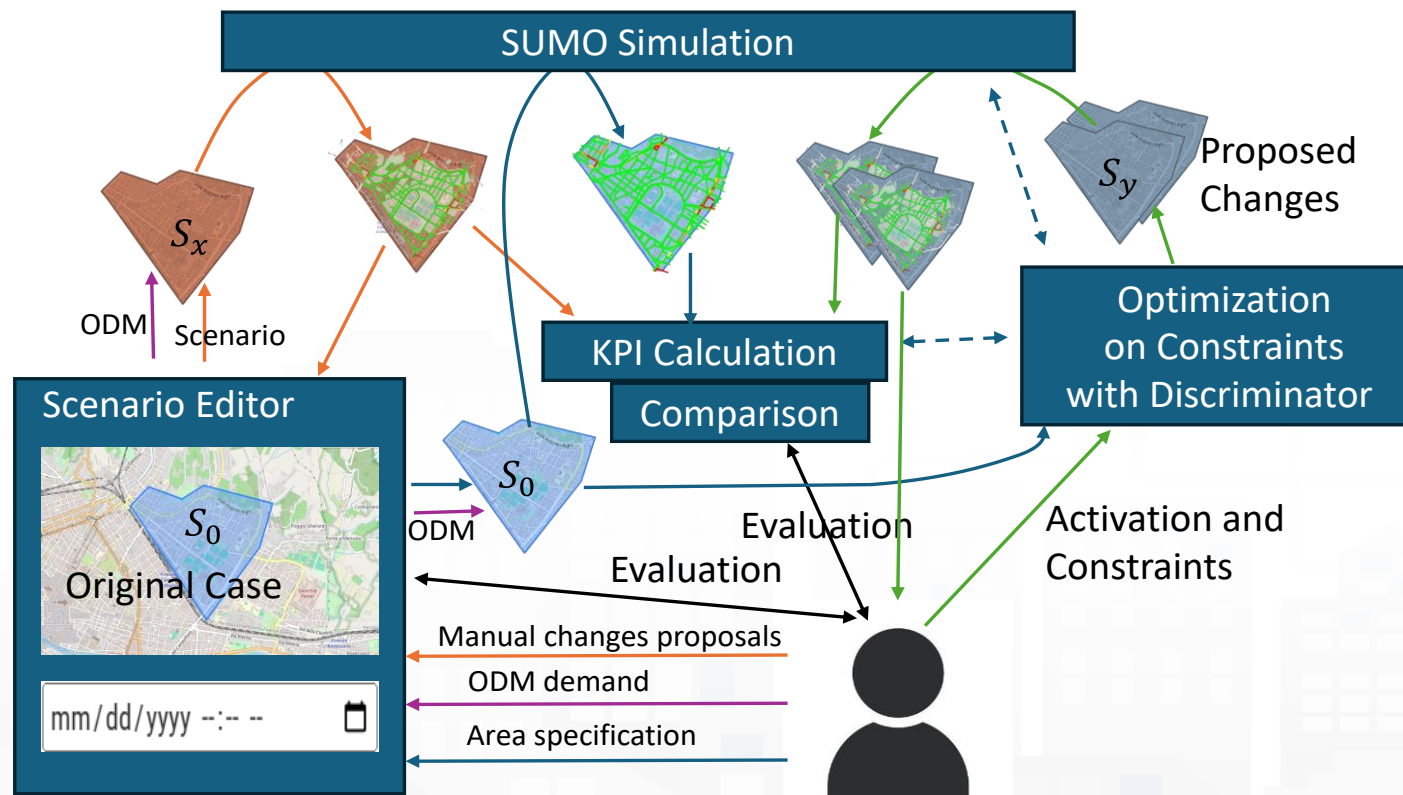 SUMO Simulation
S_x
S_y
Proposed
Changes
ODM
Scenario
KPI Calculation
Comparison
Optimization
on Constraints
with Discriminator
Scenario Editor
S_0
Original Case
mm/dd/yyyy --:-- --
S_0
ODM
Evaluation
Evaluation
Activation and
Constraints
Manual changes proposals
ODM demand
Area specification